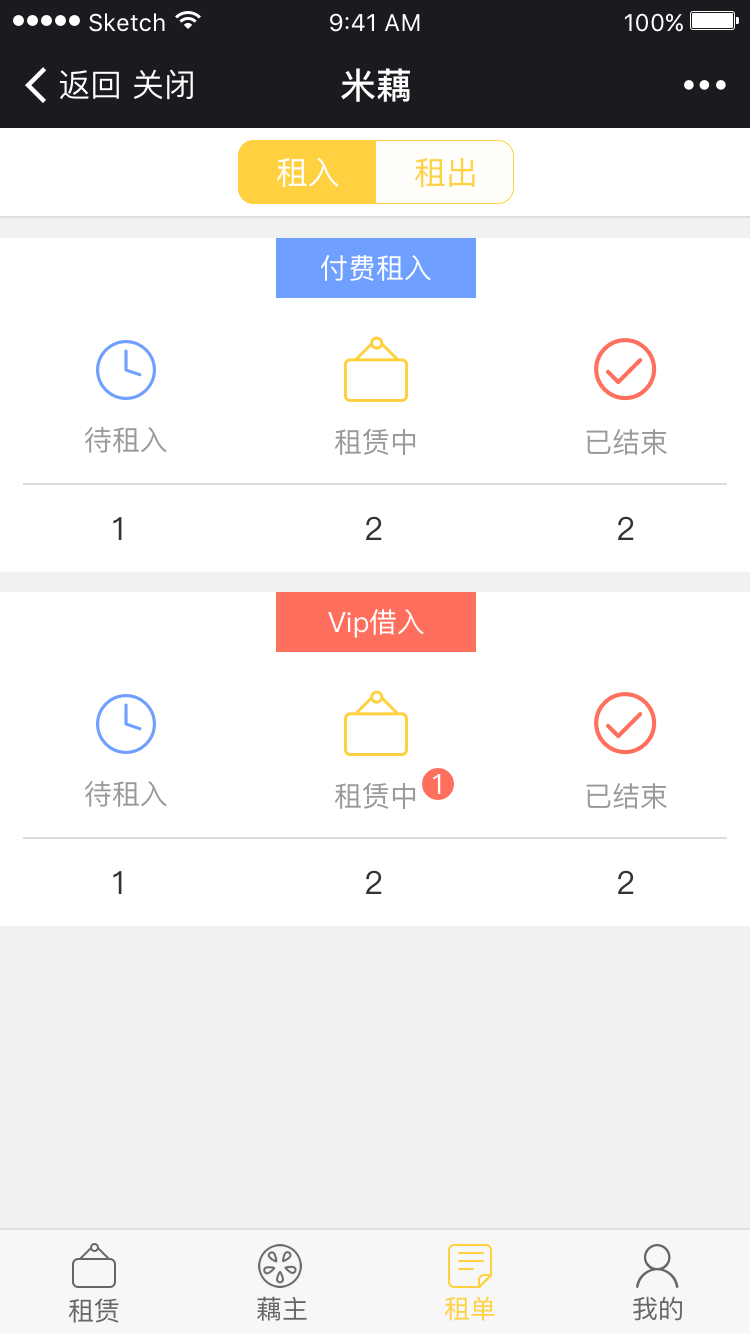 Sketch 9:41 AM 100%
返回 关闭 米藕
租入 租出
付费租入
待租入 租赁中 已结束
1 2 2
Vip借入
待租入 租赁中 1 已结束
1 2 2
租赁 藕主 租单 我的